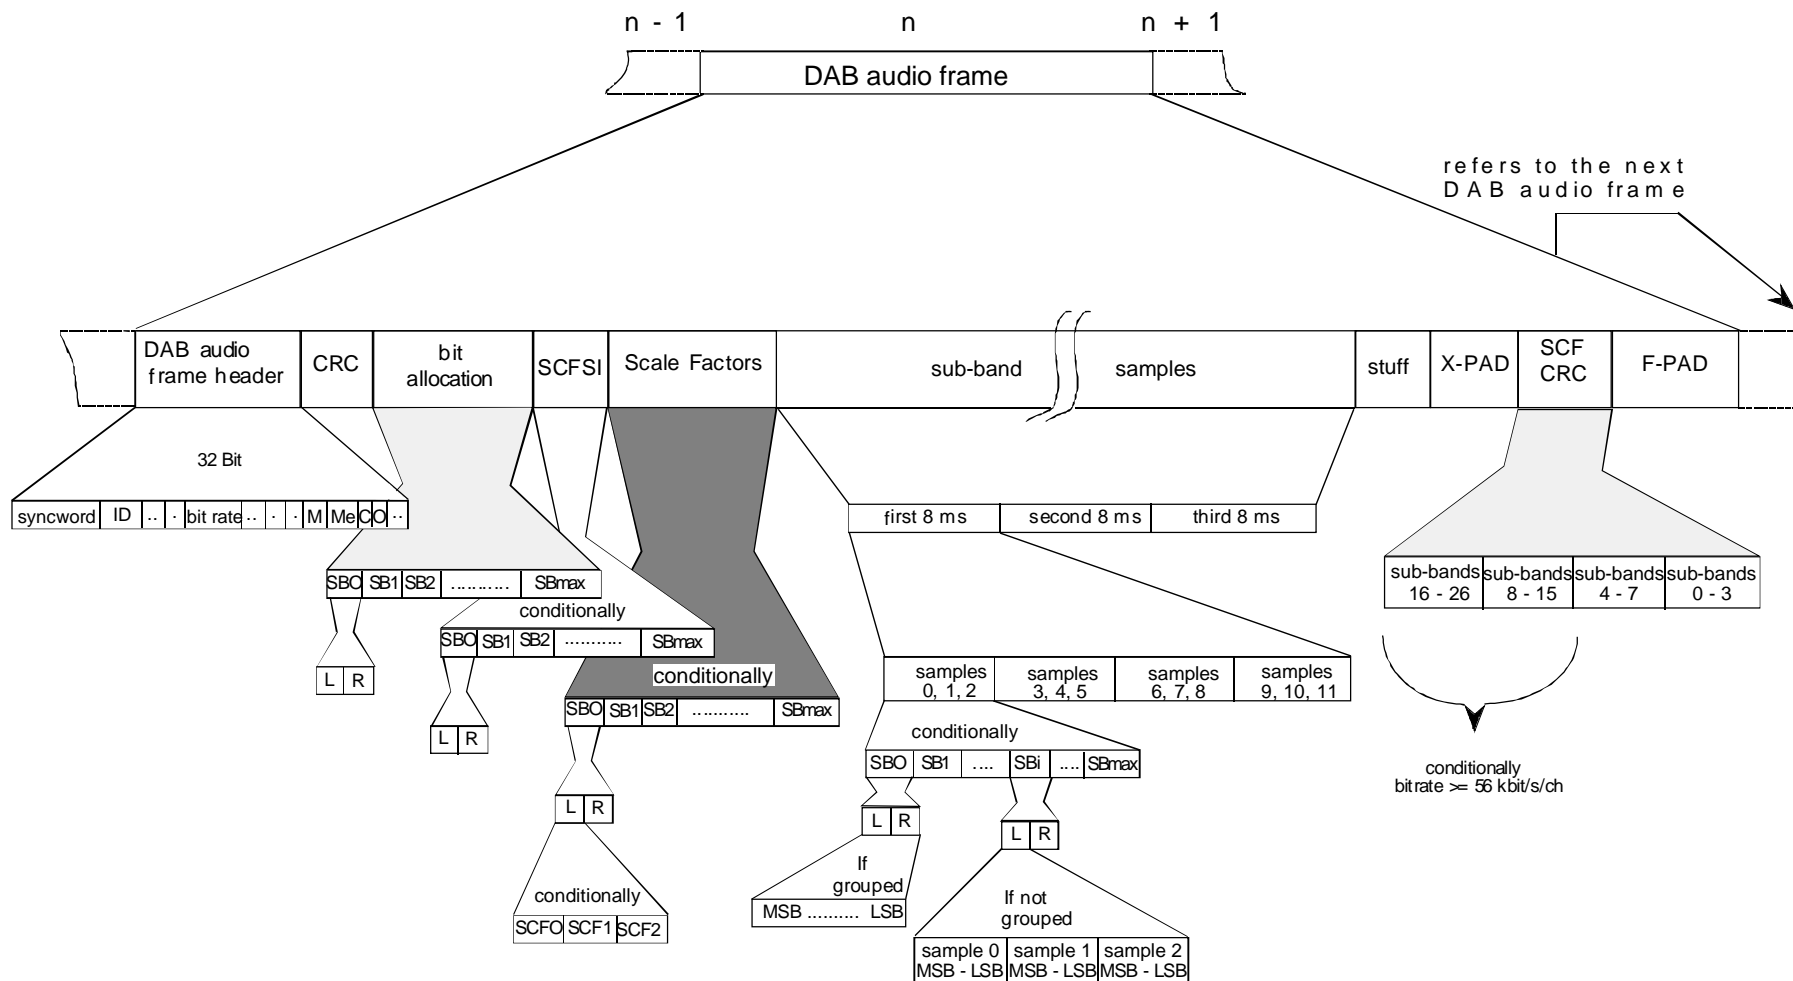 n - 1 n n + 1
DAB audio frame
refers to the next
DAB audio frame
DAB audio
frame header
CRC
bit
allocation
SCFSI
Scale Factors
sub-band samples
stuff
X-PAD
SCF
CRC
F-PAD
32 Bit
syncword ID .. . bit rate .. . . M Me CO ..
first 8 ms second 8 ms third 8 ms
SBO SB1 SB2 ........... SBmax
sub-bands
16 - 26
sub-bands
8 - 15
sub-bands
4 - 7
sub-bands
0 - 3
conditionally
SBO SB1 SB2 ........... SBmax
L R
conditionally
samples
0, 1, 2
samples
3, 4, 5
samples
6, 7, 8
samples
9, 10, 11
SBO SB1 SB2 ........... SBmax
L R
conditionally
SBO SB1 .... SBi .... SBmax
conditionally
bitrate >= 56 kbit/s/ch
L R
L R
L R
If
grouped
MSB .......... LSB
conditionally
SCFO SCF1 SCF2
If not
grouped
sample 0
MSB - LSB
sample 1
MSB - LSB
sample 2
MSB - LSB